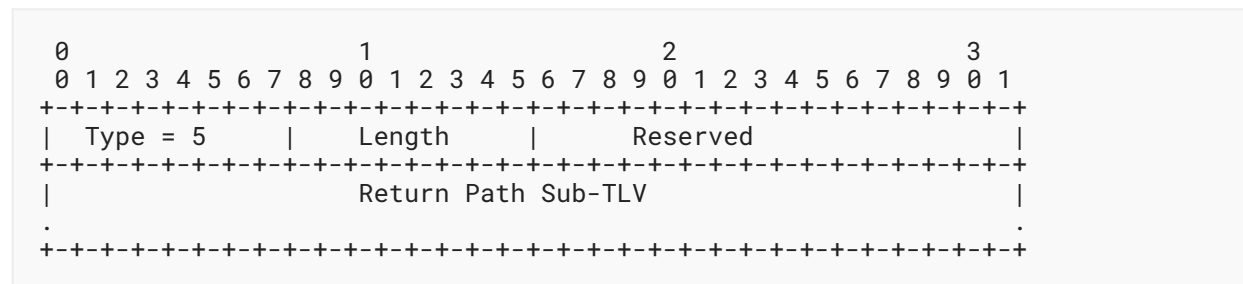 0                   1                   2                   3
 0 1 2 3 4 5 6 7 8 9 0 1 2 3 4 5 6 7 8 9 0 1 2 3 4 5 6 7 8 9 0 1
+-+-+-+-+-+-+-+-+-+-+-+-+-+-+-+-+-+-+-+-+-+-+-+-+-+-+-+-+-+-+-+-+
|  Type = 5     |    Length     |      Reserved                 |
+-+-+-+-+-+-+-+-+-+-+-+-+-+-+-+-+-+-+-+-+-+-+-+-+-+-+-+-+-+-+-+-+
|                    Return Path Sub-TLV                        |
.                                                               .
+-+-+-+-+-+-+-+-+-+-+-+-+-+-+-+-+-+-+-+-+-+-+-+-+-+-+-+-+-+-+-+-+